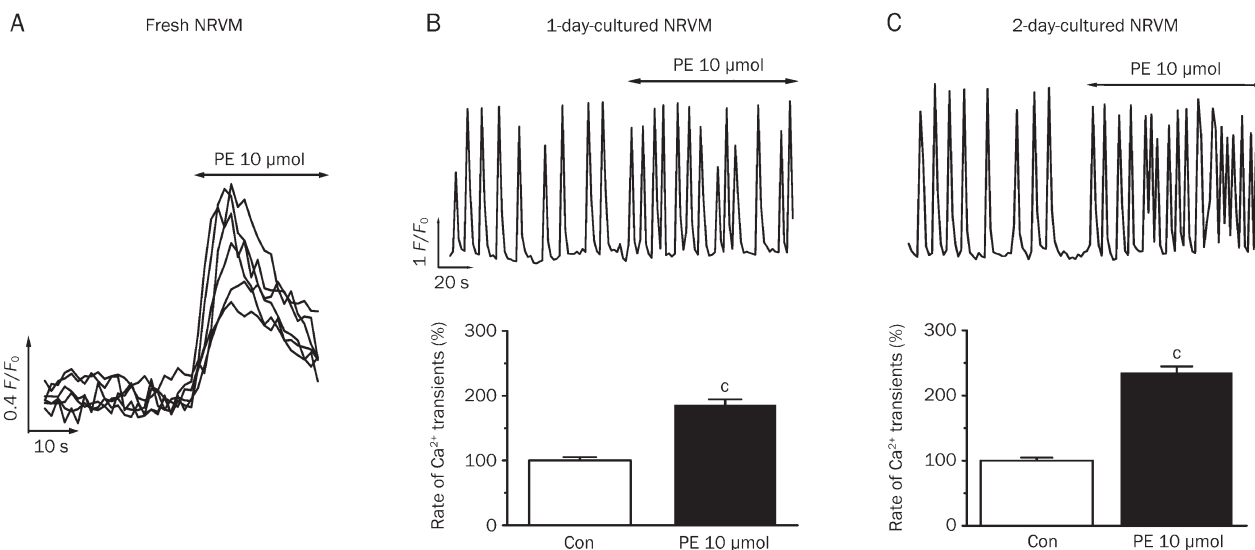 A
Fresh NRVM
PE 10 µmol
0.4 F/F₀
10 s
B
1-day-cultured NRVM
PE 10 µmol
1 F/F₀
20 s
Rate of Ca²⁺ transients (%)
300
200
100
0
c
Con
PE 10 µmol
C
2-day-cultured NRVM
PE 10 µmol
Rate of Ca²⁺ transients (%)
300
200
100
0
c
Con
PE 10 µmol